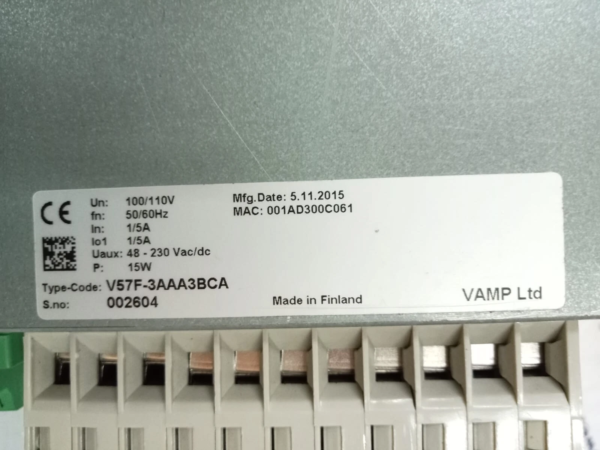 CE
Un: 100/110V
fn: 50/60Hz
In: 1/5A
Io1 1/5A
Uaux: 48 - 230 Vac/dc
P: 15W
Mfg.Date: 5.11.2015
MAC: 001AD300C061
Type-Code: V57F-3AAA3BCA
S.no: 002604
Made in Finland
VAMP Ltd